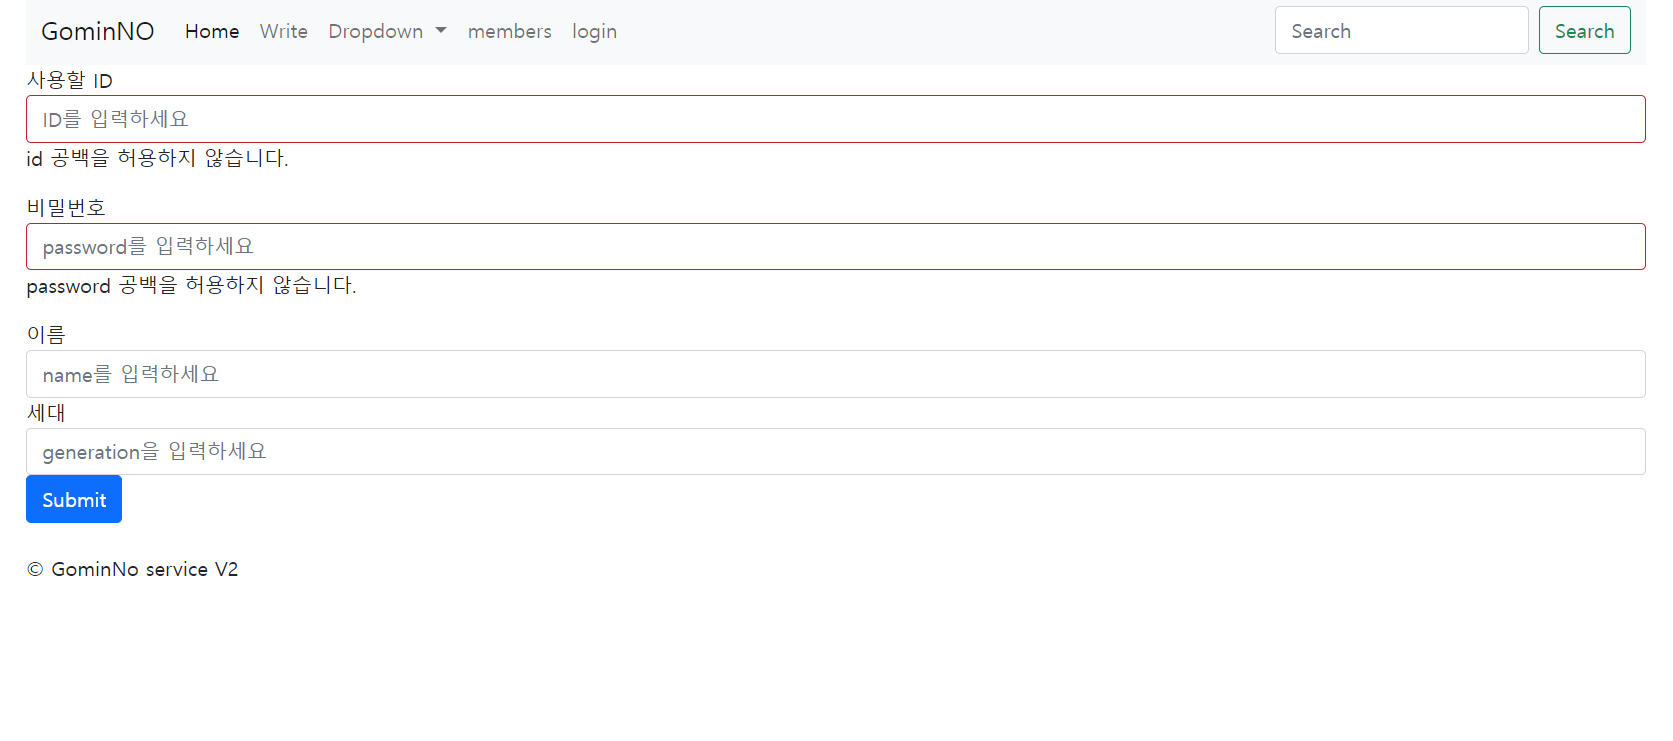 GominNO Home Write Dropdown members login Search Search
사용할 ID
ID를 입력하세요
id 공백을 허용하지 않습니다.
비밀번호
password를 입력하세요
password 공백을 허용하지 않습니다.
이름
name를 입력하세요
세대
generation을 입력하세요
Submit
© GominNo service V2